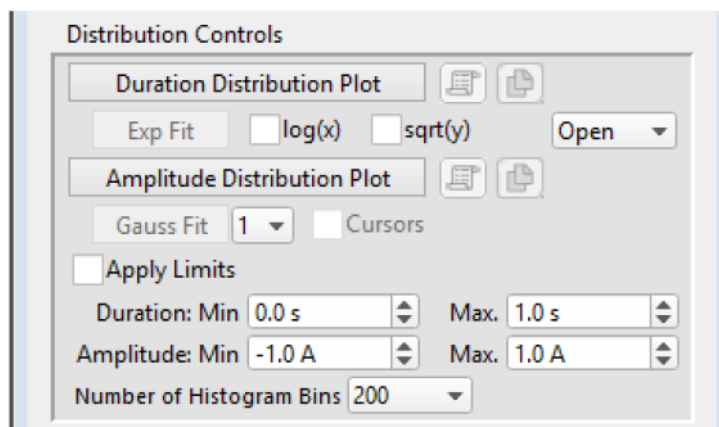 Distribution Controls
Duration Distribution Plot
Exp Fit log(x) sqrt(y) Open
Amplitude Distribution Plot
Gauss Fit 1 Cursors
Apply Limits
Duration: Min 0.0 s Max. 1.0 s
Amplitude: Min -1.0 A Max. 1.0 A
Number of Histogram Bins 200